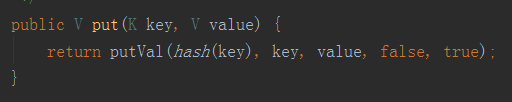 public V put(K key, V value) {
return putVal(hash(key), key, value, false, true);
}